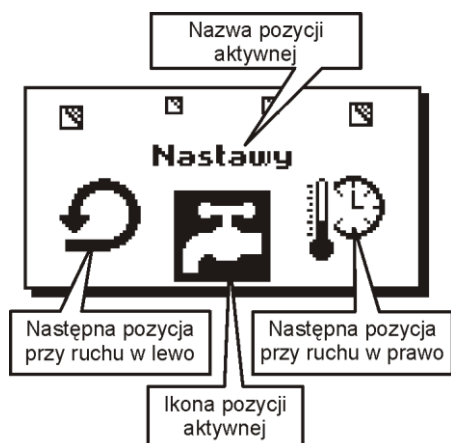 Nazwa pozycji
aktywnej
Nastawy
Następna pozycja
przy ruchu w lewo
Następna pozycja
przy ruchu w prawo
Ikona pozycji
aktywnej